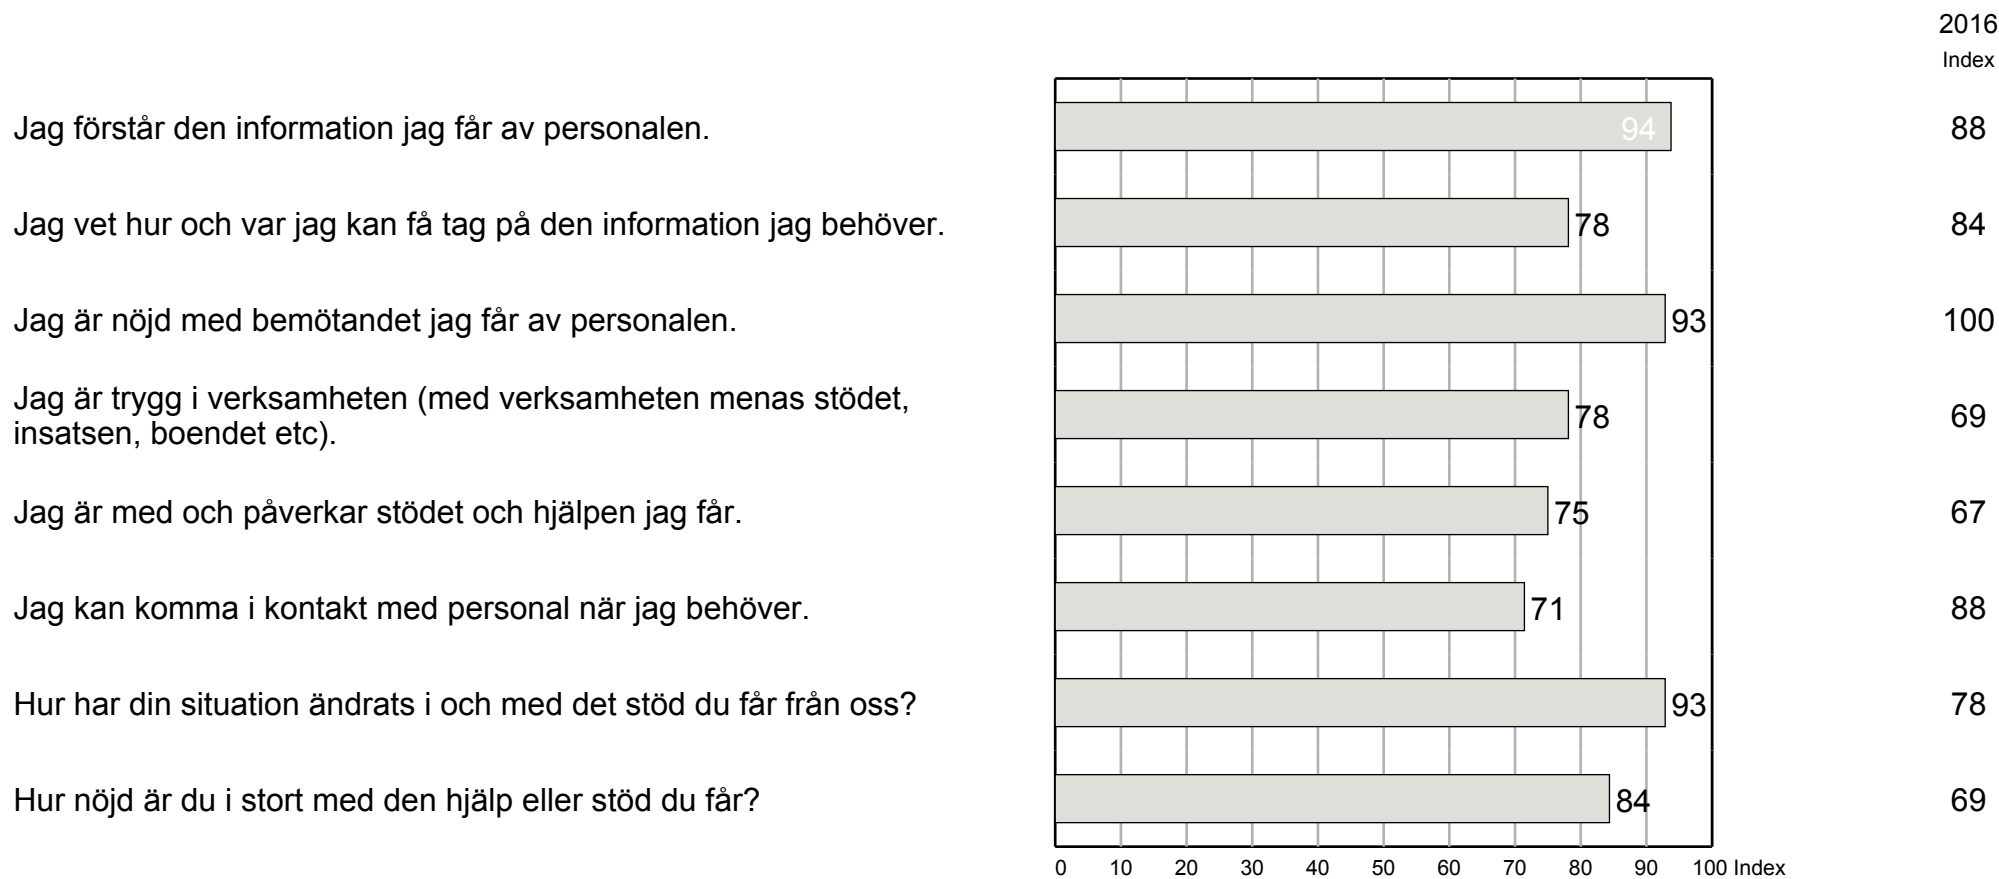 2016
Index
Jag förstår den information jag får av personalen. 94 88
Jag vet hur och var jag kan få tag på den information jag behöver. 78 84
Jag är nöjd med bemötandet jag får av personalen. 93 100
Jag är trygg i verksamheten (med verksamheten menas stödet,
insatsen, boendet etc). 78 69
Jag är med och påverkar stödet och hjälpen jag får. 75 67
Jag kan komma i kontakt med personal när jag behöver. 71 88
Hur har din situation ändrats i och med det stöd du får från oss? 93 78
Hur nöjd är du i stort med den hjälp eller stöd du får? 84 69
0 10 20 30 40 50 60 70 80 90 100 Index